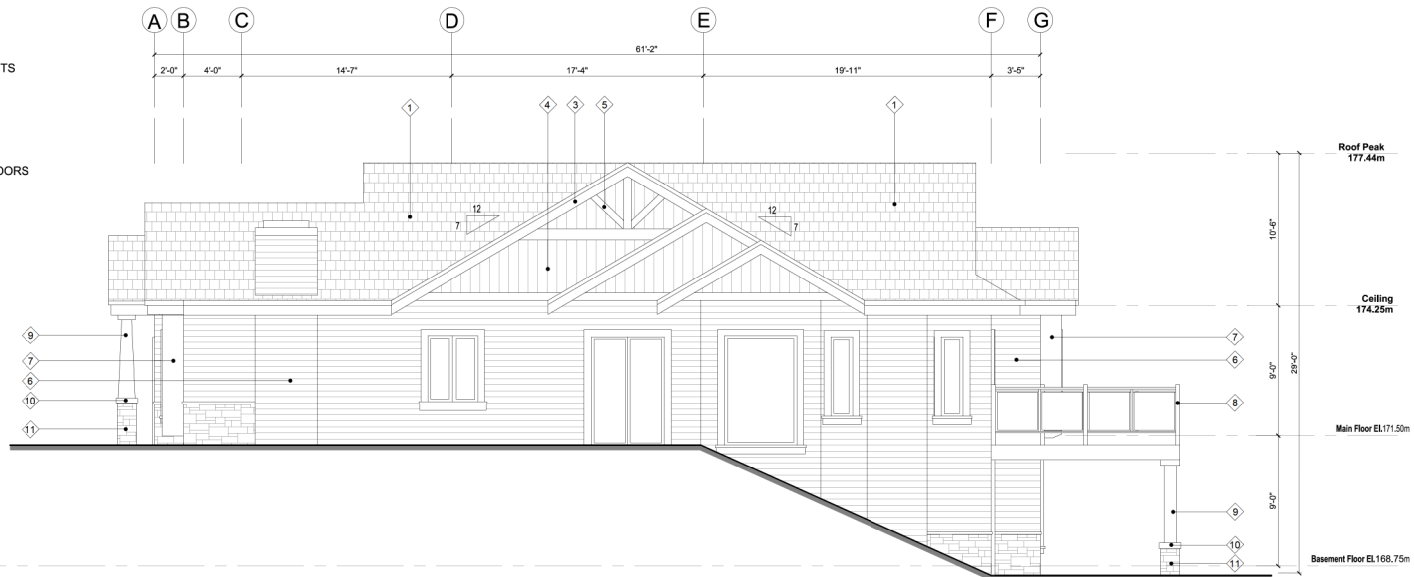 A B C D E F G
61'-2"
TS
2'-0" 4'-0" 14'-7" 17'-4" 19'-11" 3'-5"
1 4 3 5 1
Roof Peak
177.44m
OORS
12 12
7 7
10'-6"
Ceiling
174.25m
9 7
7 6
6 9'-0" 29'-0"
10 8
11 Main Floor El.171.50m
9'-0"
9
10
11 Basement Floor El.168.75m